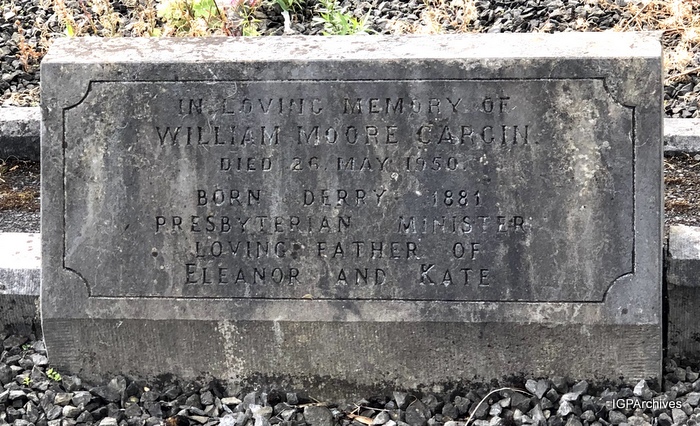 IN LOVING MEMORY OF
WILLIAM MOORE CARGIN.
DIED 26. MAY 1950.
BORN DERRY 1881
PRESBYTERIAN MINISTER
LOVING FATHER OF
ELEANOR AND KATE
IGPArchives